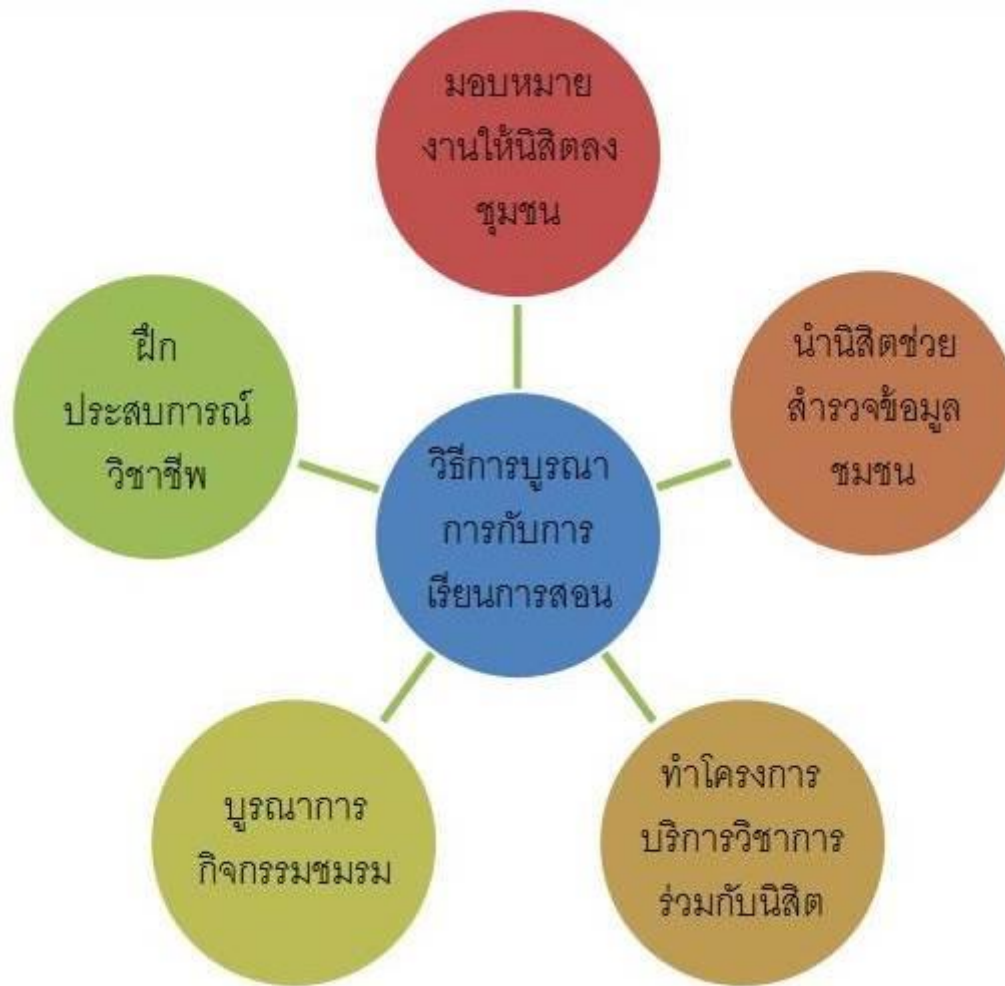 มอบหมาย
งานให้นิสิตลง
ชุมชน
ฝึก
ประสบการณ์
วิชาชีพ
นำนิสิตช่วย
สำรวจข้อมูล
ชมชน
วิธีการบูรณา
การกับการ
เรียนการสอน
บูรณาการ
กิจกรรมชมรม
ทำโครงการ
บริการวิชาการ
ร่วมกับนิสิต